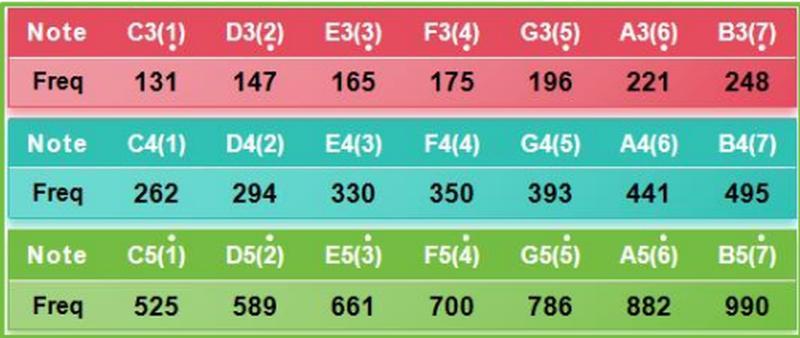 Note C3(1̣) D3(2̣) E3(3̣) F3(4̣) G3(5̣) A3(6̣) B3(7̣)
Freq 131 147 165 175 196 221 248
Note C4(1) D4(2) E4(3) F4(4) G4(5) A4(6) B4(7)
Freq 262 294 330 350 393 441 495
Note C5(1̇) D5(2̇) E5(3̇) F5(4̇) G5(5̇) A5(6̇) B5(7̇)
Freq 525 589 661 700 786 882 990